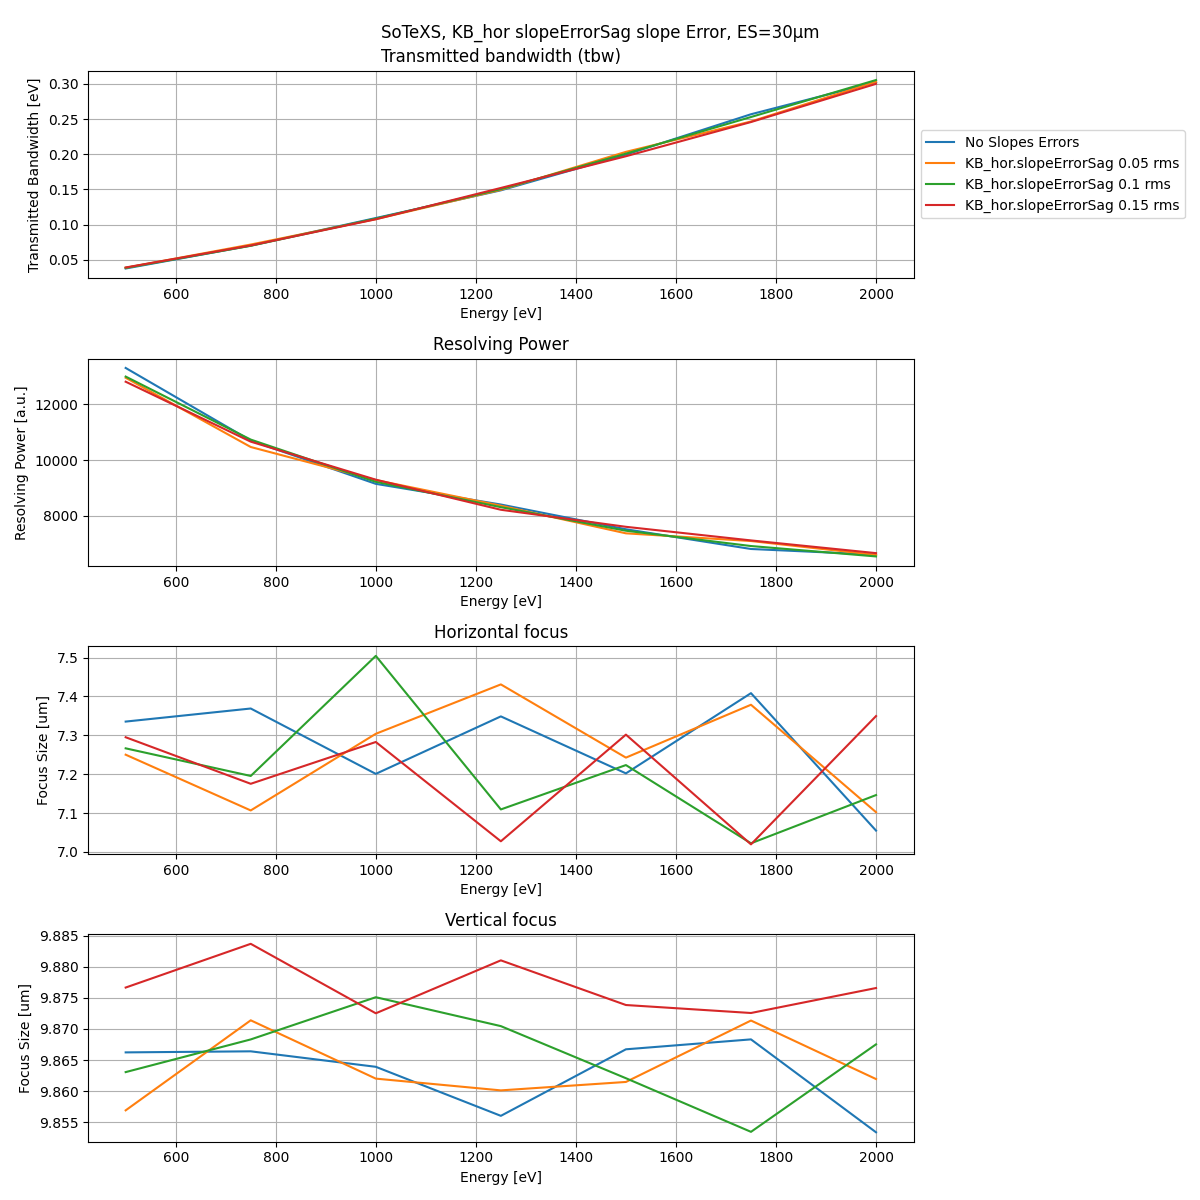 SoTeXS, KB_hor slopeErrorSag slope Error, ES=30μm
Transmitted bandwidth (tbw)
Transmitted Bandwidth [eV]
0.30
0.25
0.20
0.15
0.10
0.05
600 800 1000 1200 1400 1600 1800 2000
Energy [eV]
No Slopes Errors
KB_hor.slopeErrorSag 0.05 rms
KB_hor.slopeErrorSag 0.1 rms
KB_hor.slopeErrorSag 0.15 rms
Resolving Power
Resolving Power [a.u.]
12000
10000
8000
600 800 1000 1200 1400 1600 1800 2000
Energy [eV]
Horizontal focus
Focus Size [um]
7.5
7.4
7.3
7.2
7.1
7.0
600 800 1000 1200 1400 1600 1800 2000
Energy [eV]
Vertical focus
Focus Size [um]
9.885
9.880
9.875
9.870
9.865
9.860
9.855
600 800 1000 1200 1400 1600 1800 2000
Energy [eV]